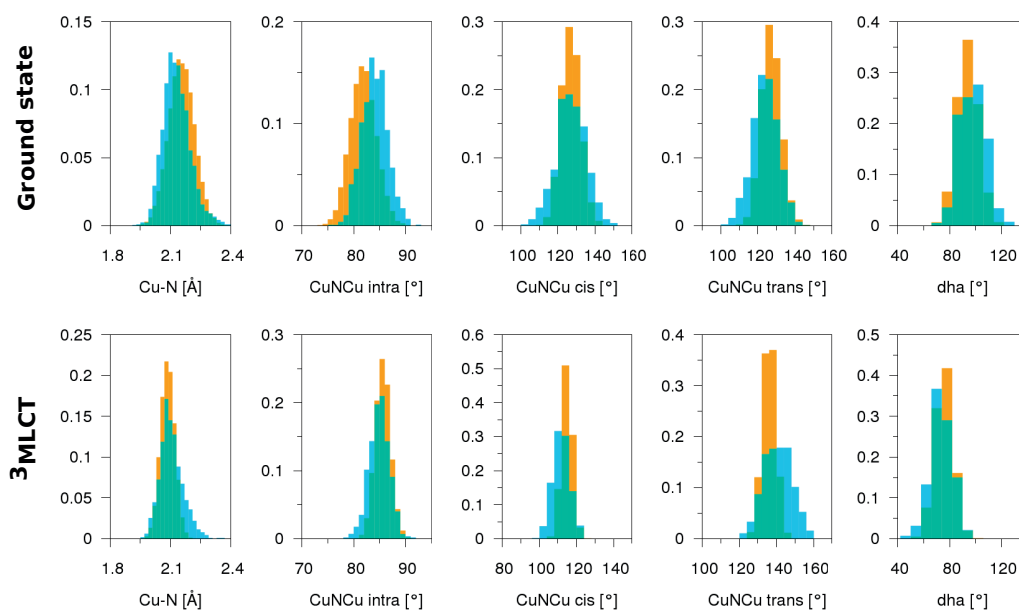 Ground state
0.15
0.1
0.05
0
1.8 2.1 2.4
Cu-N [Å]
0.2
0.1
0
70 80 90
CuNCu intra [°]
0.3
0.2
0.1
0
100 120 140 160
CuNCu cis [°]
0.3
0.2
0.1
0
100 120 140 160
CuNCu trans [°]
0.4
0.3
0.2
0.1
0
40 80 120
dha [°]
³MLCT
0.25
0.2
0.15
0.1
0.05
0
1.8 2.1 2.4
Cu-N [Å]
0.3
0.2
0.1
0
70 80 90
CuNCu intra [°]
0.6
0.5
0.4
0.3
0.2
0.1
0
80 100 120 140
CuNCu cis [°]
0.4
0.3
0.2
0.1
0
100 120 140 160
CuNCu trans [°]
0.5
0.4
0.3
0.2
0.1
0
40 80 120
dha [°]